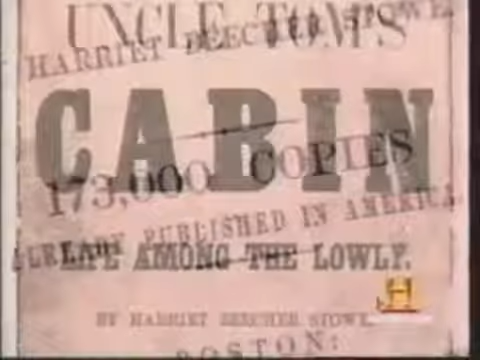 UNCLE TOM'S
HARRIET BEECHER STOWE.
CABIN
173,000 COPIES
ALREADY PUBLISHED IN AMERICA.
LIFE AMONG THE LOWLY.
H
BY HARRIET BEECHER STOWE.
BOSTON: